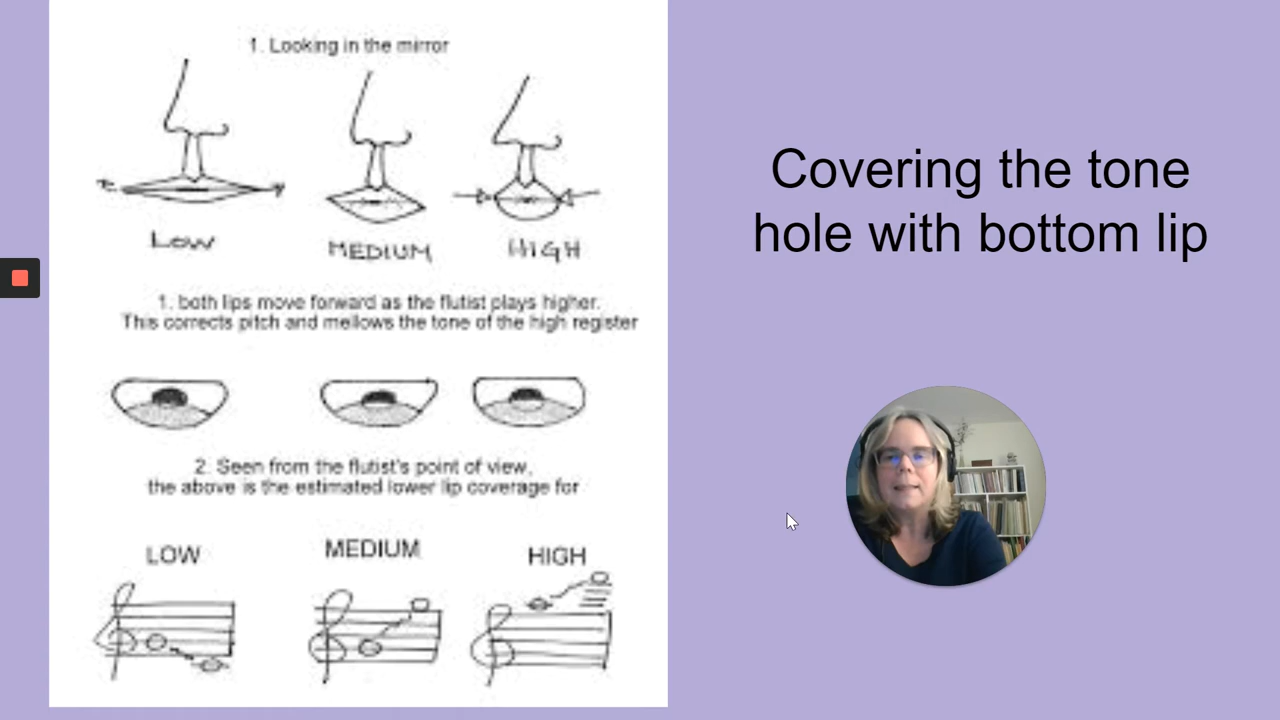 1. Looking in the mirror
LOW
MEDIUM
HIGH
1. both lips move forward as the flutist plays higher.
This corrects pitch and mellows the tone of the high register
2. Seen from the flutist's point of view,
the above is the estimated lower lip coverage for
LOW
MEDIUM
HIGH
Covering the tone
hole with bottom lip